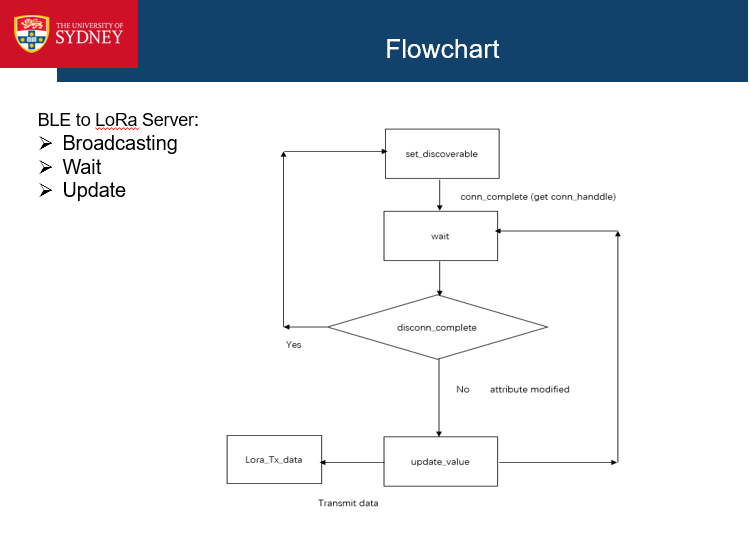 THE UNIVERSITY OF
SYDNEY
Flowchart
BLE to LoRa Server:
Broadcasting
Wait
Update
set_discoverable
conn_complete (get conn_handdle)
wait
disconn_complete
Yes
No attribute modified
Lora_Tx_data
update_value
Transmit data